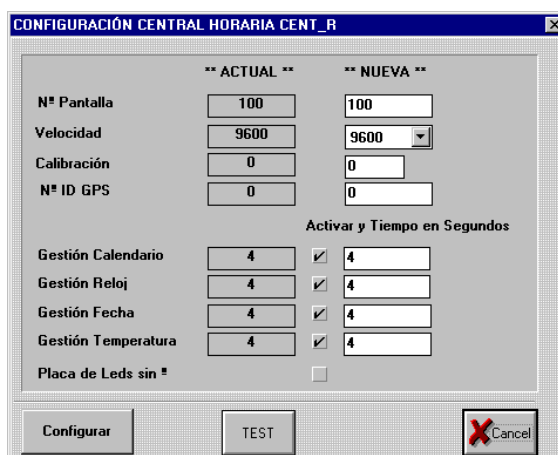 CONFIGURACIÓN CENTRAL HORARIA CENT_R
** ACTUAL ** ** NUEVA **
Nº Pantalla 100 100
Velocidad 9600 9600
Calibración 0 0
Nº ID GPS 0 0
Activar y Tiempo en Segundos
Gestión Calendario 4 4
Gestión Reloj 4 4
Gestión Fecha 4 4
Gestión Temperatura 4 4
Placa de Leds sin º
Configurar TEST Cancel